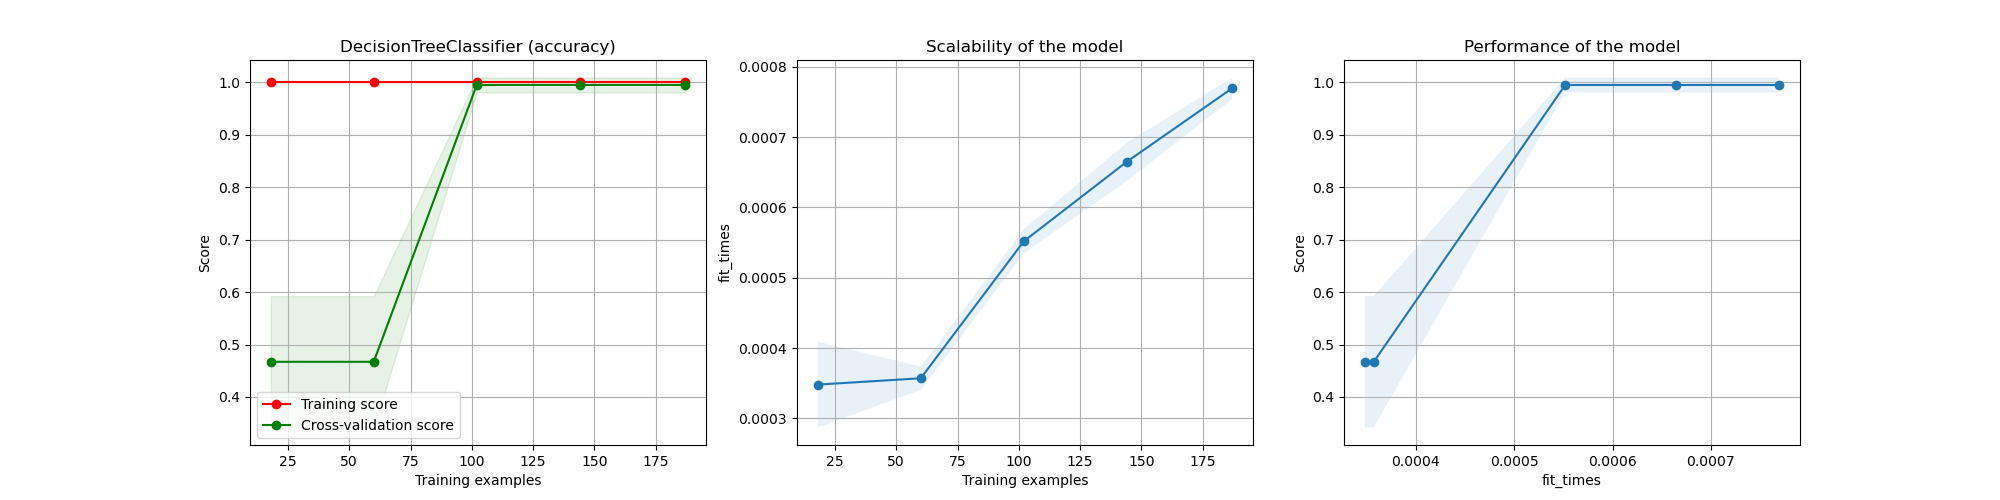 DecisionTreeClassifier (accuracy)
1.0
0.9
0.8
0.7
0.6
0.5
0.4
Score
Training score
Cross-validation score
25 50 75 100 125 150 175
Training examples
Scalability of the model
0.0008
0.0007
0.0006
0.0005
0.0004
0.0003
fit_times
25 50 75 100 125 150 175
Training examples
Performance of the model
1.0
0.9
0.8
0.7
0.6
0.5
0.4
Score
0.0004 0.0005 0.0006 0.0007
fit_times